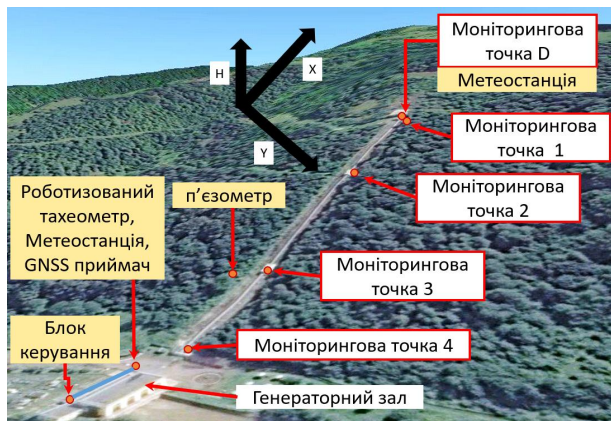 Моніторингова
точка D
Метеостанція
H
X
Y
Моніторингова
точка 1
Моніторингова
точка 2
Роботизований
тахеометр,
Метеостанція,
GNSS приймач
п’єзометр
Моніторингова
точка 3
Блок
керування
Моніторингова точка 4
Генераторний зал